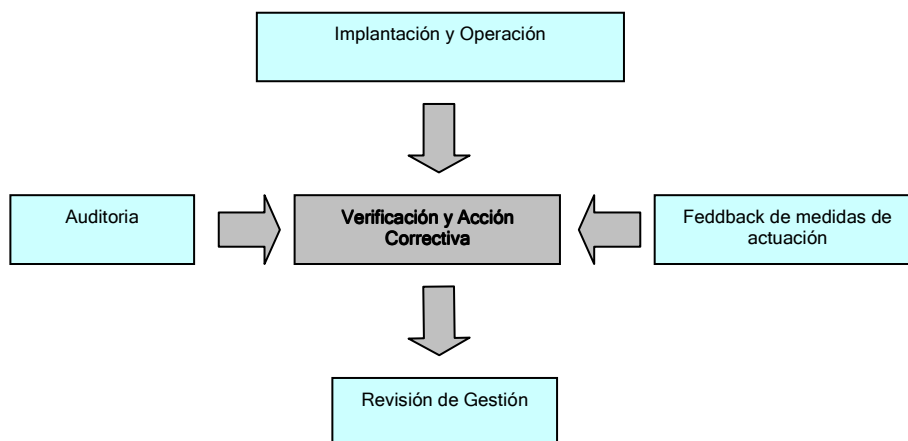 Implantación y Operación
Auditoria
Verificación y Acción
Correctiva
Feddback de medidas de
actuación
Revisión de Gestión